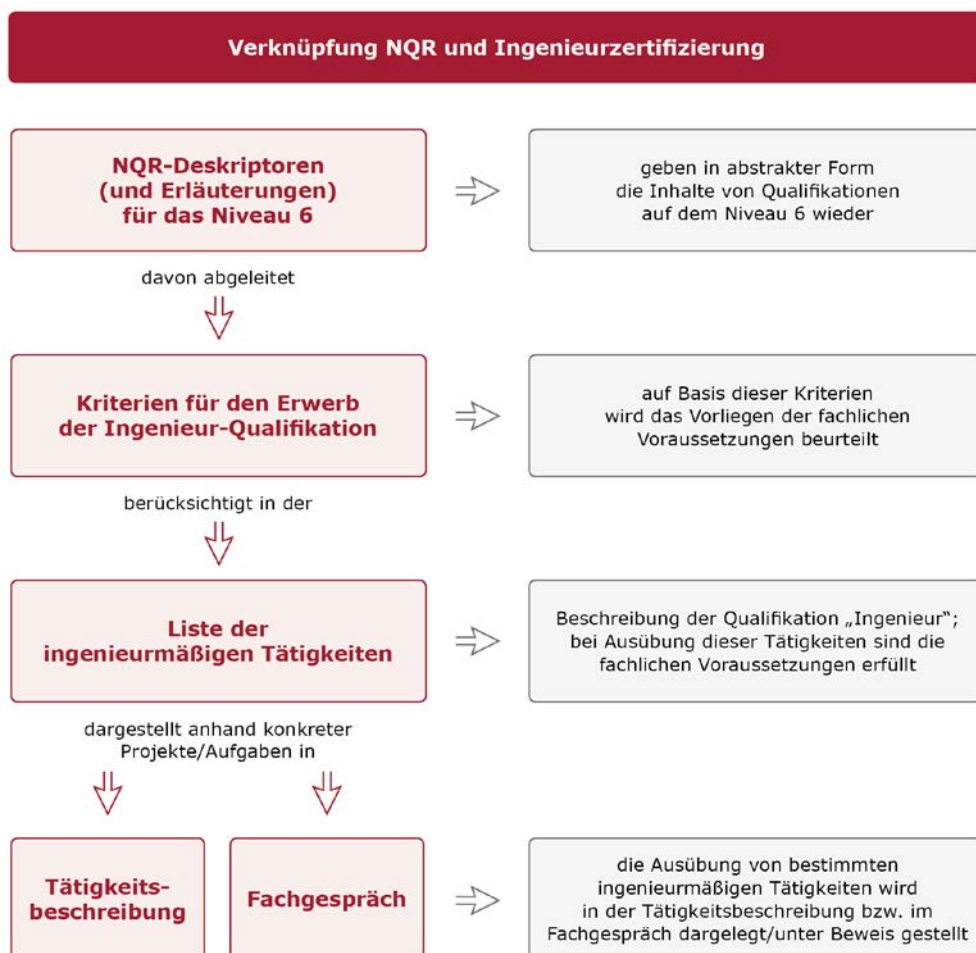 Verknüpfung NQR und Ingenieurzertifizierung
NQR-Deskriptoren
(und Erläuterungen)
für das Niveau 6
geben in abstrakter Form
die Inhalte von Qualifikationen
auf dem Niveau 6 wieder
davon abgeleitet
Kriterien für den Erwerb
der Ingenieur-Qualifikation
auf Basis dieser Kriterien
wird das Vorliegen der fachlichen
Voraussetzungen beurteilt
berücksichtigt in der
Liste der
ingenieurmäßigen Tätigkeiten
Beschreibung der Qualifikation „Ingenieur“;
bei Ausübung dieser Tätigkeiten sind die
fachlichen Voraussetzungen erfüllt
dargestellt anhand konkreter
Projekte/Aufgaben in
Tätigkeits-
beschreibung
Fachgespräch
die Ausübung von bestimmten
ingenieurmäßigen Tätigkeiten wird
in der Tätigkeitsbeschreibung bzw. im
Fachgespräch dargelegt/unter Beweis gestellt